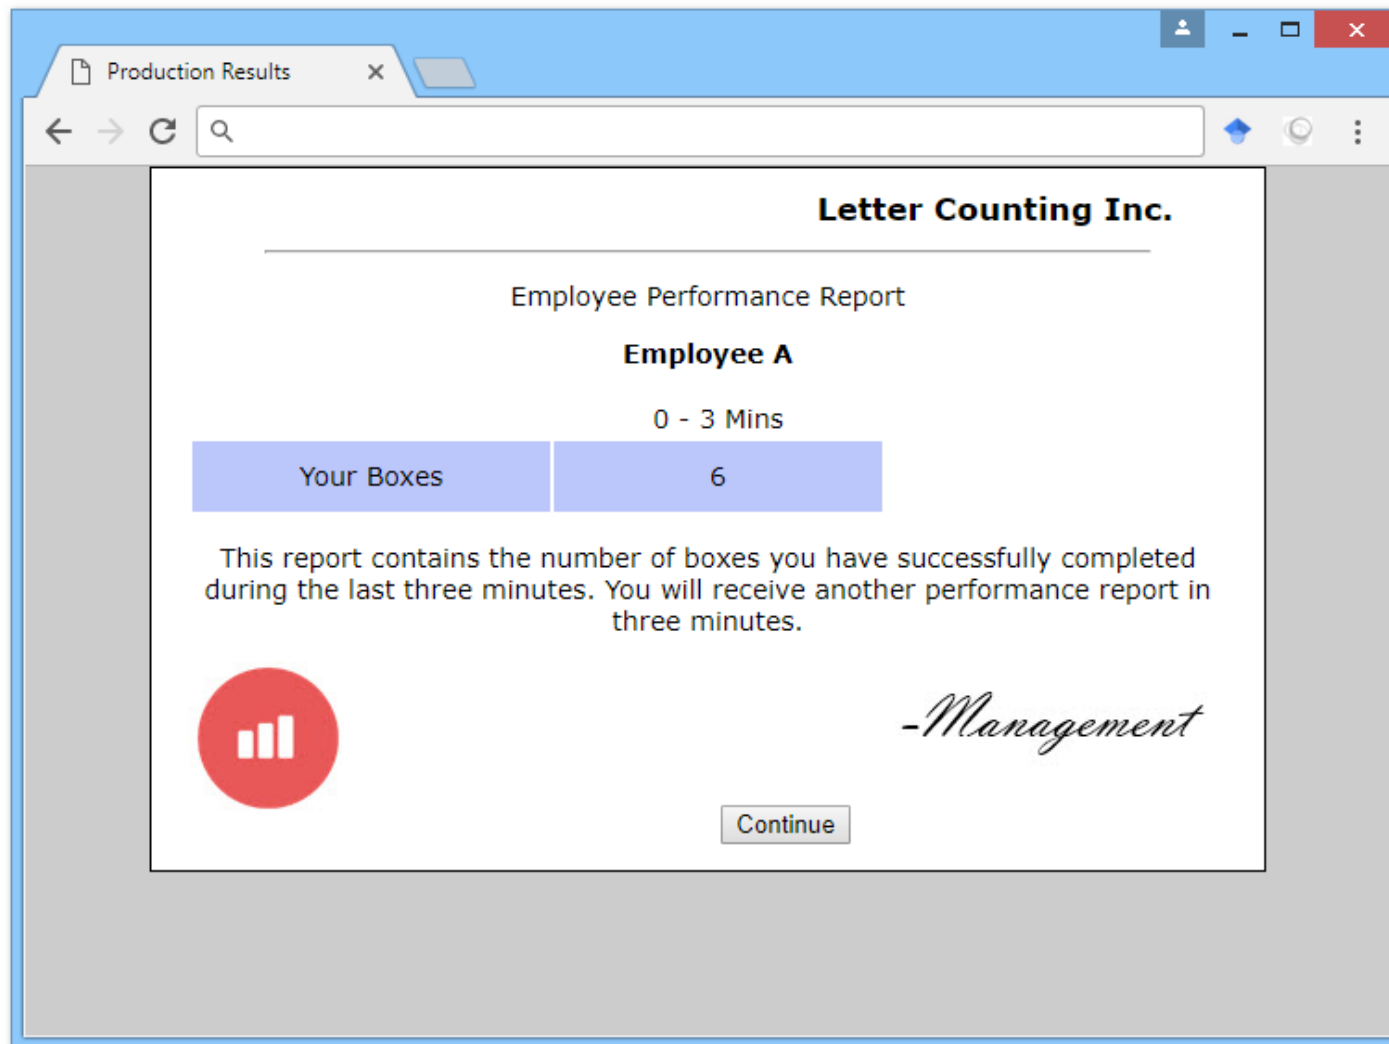 Production Results
Letter Counting Inc.
Employee Performance Report
Employee A
0 - 3 Mins
Your Boxes 6
This report contains the number of boxes you have successfully completed
during the last three minutes. You will receive another performance report in
three minutes.
-Management
Continue